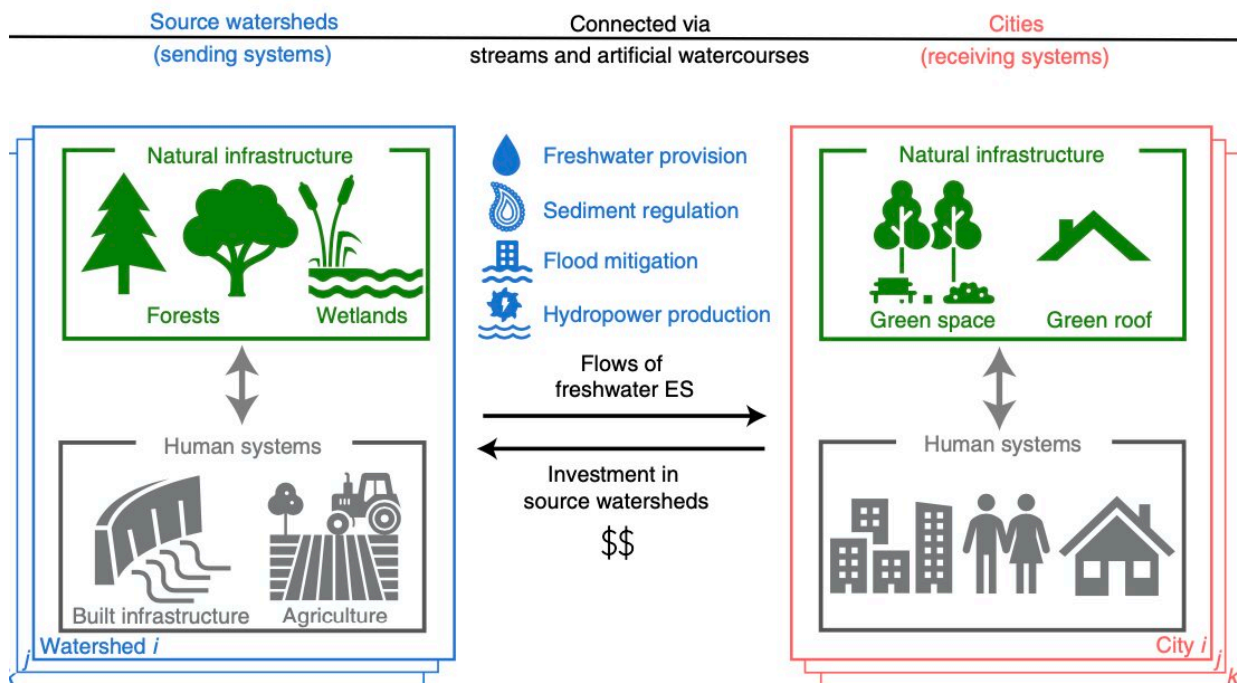 Source watersheds
(sending systems)
Connected via
streams and artificial watercourses
Cities
(receiving systems)
Natural infrastructure
Forests
Wetlands
Human systems
Built infrastructure
Agriculture
Watershed i
j
Freshwater provision
Sediment regulation
Flood mitigation
Hydropower production
Flows of
freshwater ES
Investment in
source watersheds
$$
Natural infrastructure
Green space
Green roof
Human systems
City i
j
k